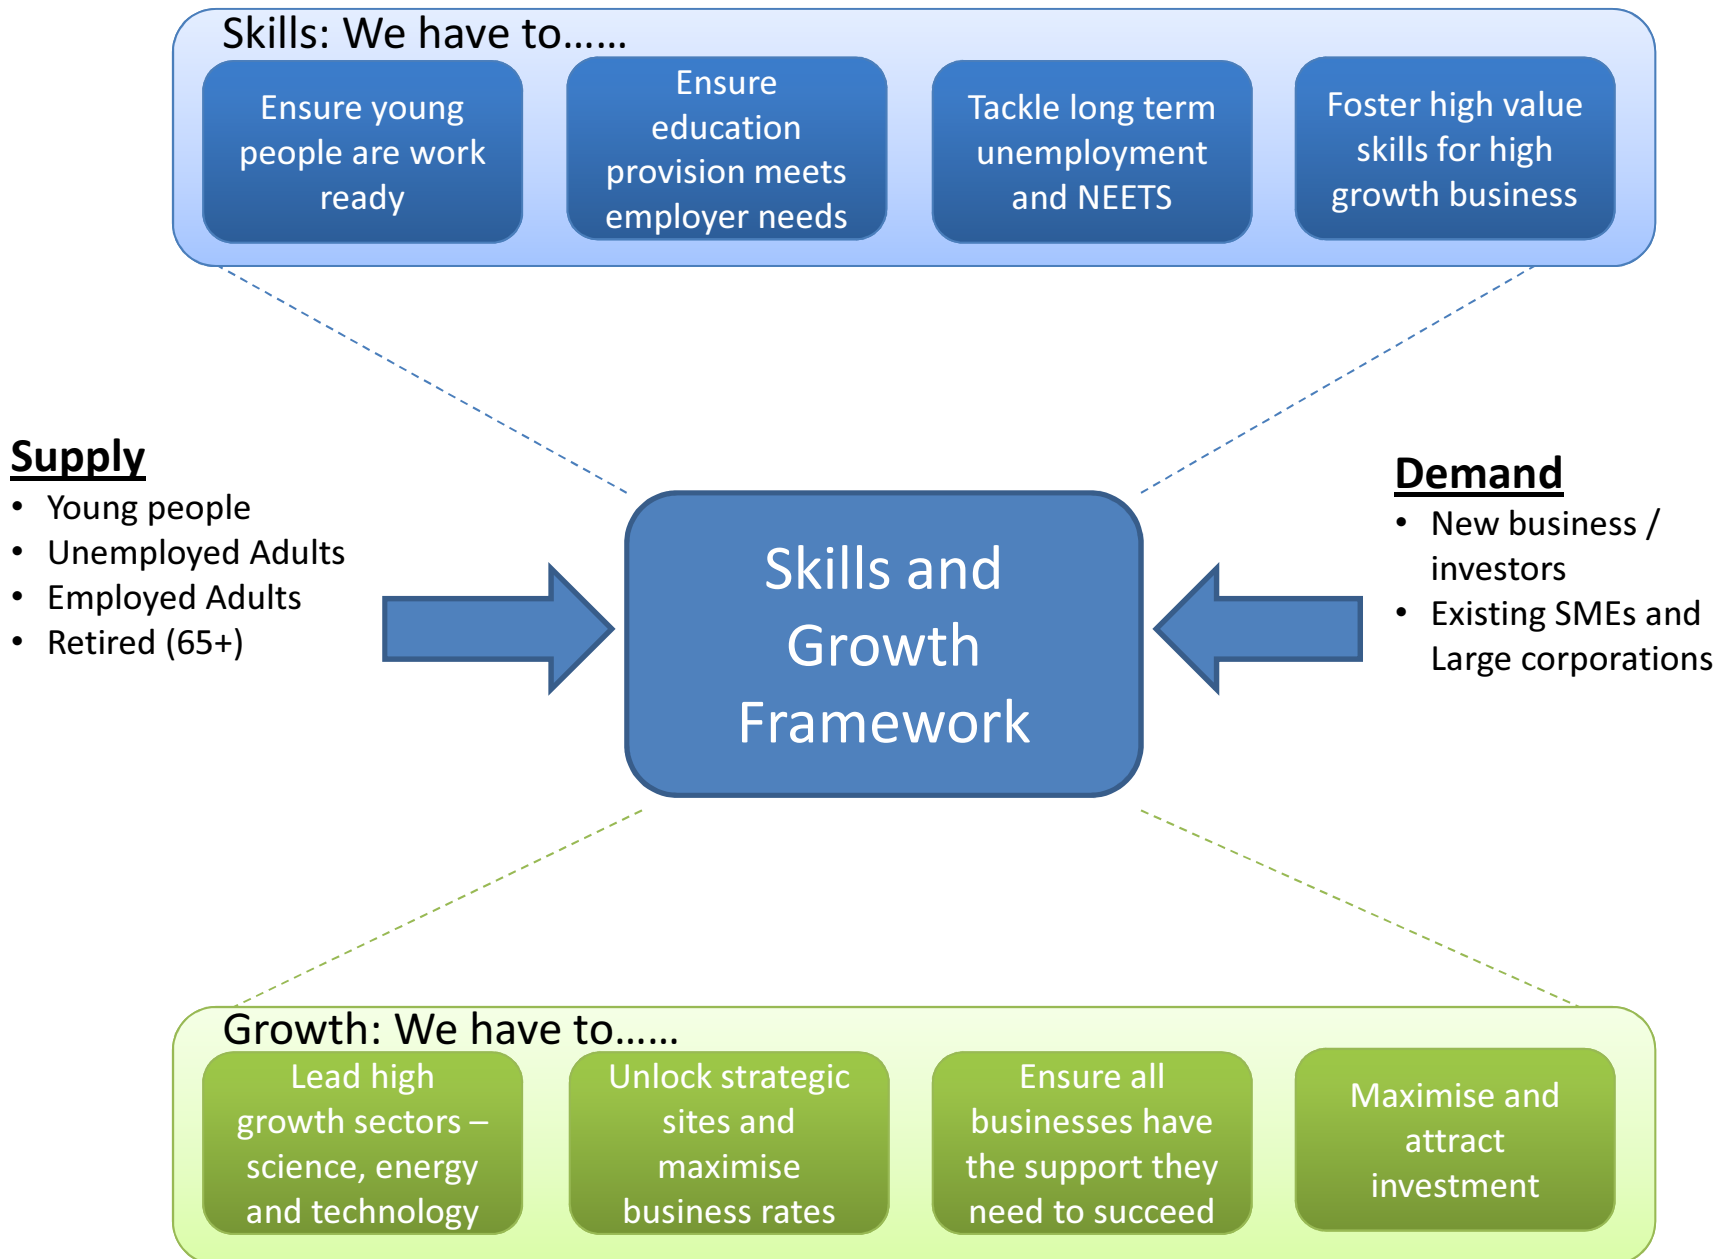 Skills: We have to......
Ensure young
people are work
ready
Ensure
education
provision meets
employer needs
Tackle long term
unemployment
and NEETS
Foster high value
skills for high
growth business
Supply
• Young people
• Unemployed Adults
• Employed Adults
• Retired (65+)
Skills and
Growth
Framework
Demand
• New business /
investors
• Existing SMEs and
Large corporations
Growth: We have to......
Lead high
growth sectors –
science, energy
and technology
Unlock strategic
sites and
maximise
business rates
Ensure all
businesses have
the support they
need to succeed
Maximise and
attract
investment